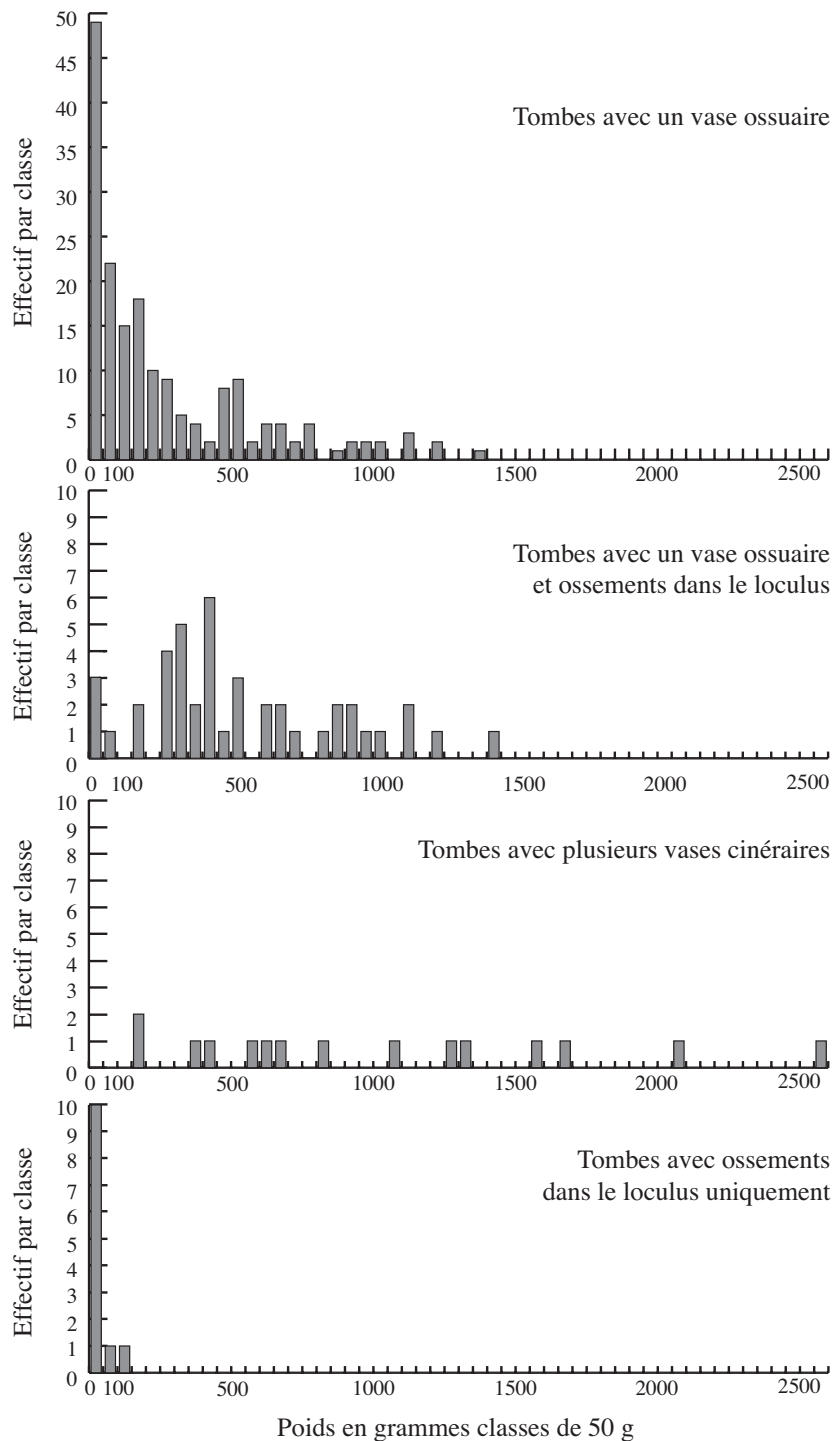 50
45
40
35
30
25
20
15
10
5
0
Effectif par classe
Tombes avec un vase ossuaire
0 100 500 1000 1500 2000 2500
10
9
8
7
6
5
4
3
2
1
0
Effectif par classe
Tombes avec un vase ossuaire
et ossements dans le loculus
0 100 500 1000 1500 2000 2500
10
9
8
7
6
5
4
3
2
1
0
Effectif par classe
Tombes avec plusieurs vases cinéraires
0 100 500 1000 1500 2000 2500
10
9
8
7
6
5
4
3
2
1
0
Effectif par classe
Tombes avec ossements
dans le loculus uniquement
0 100 500 1000 1500 2000 2500
Poids en grammes classes de 50 g